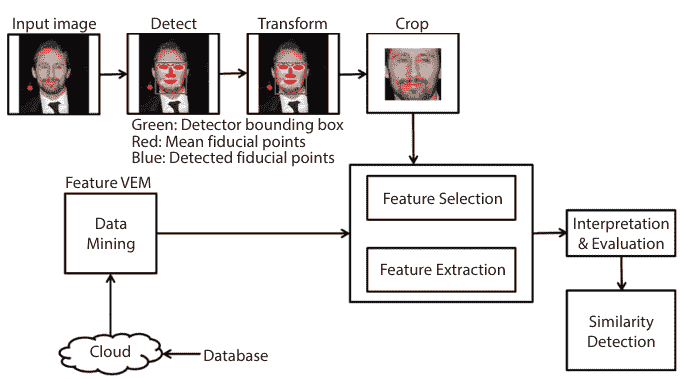 Input image
Detect
Transform
Crop
Green: Detector bounding box
Red: Mean fiducial points
Blue: Detected fiducial points
Feature VEM
Data
Mining
Feature Selection
Feature Extraction
Interpretation
& Evaluation
Similarity
Detection
Cloud
Database